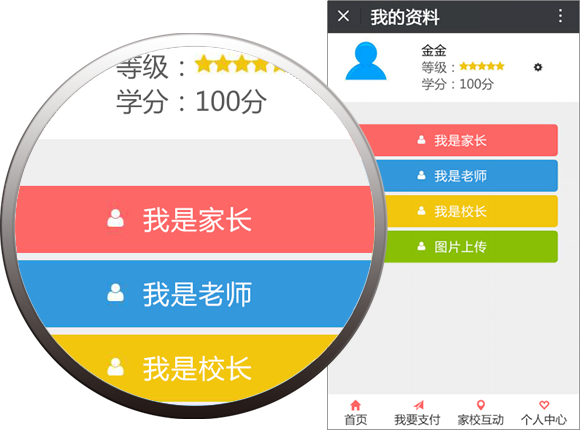 等级：
学分：100分
我是家长
我是老师
我是校长
我的资料
金金
等级：
学分：100分
我是家长
我是老师
我是校长
图片上传
首页 我要支付 家校互动 个人中心